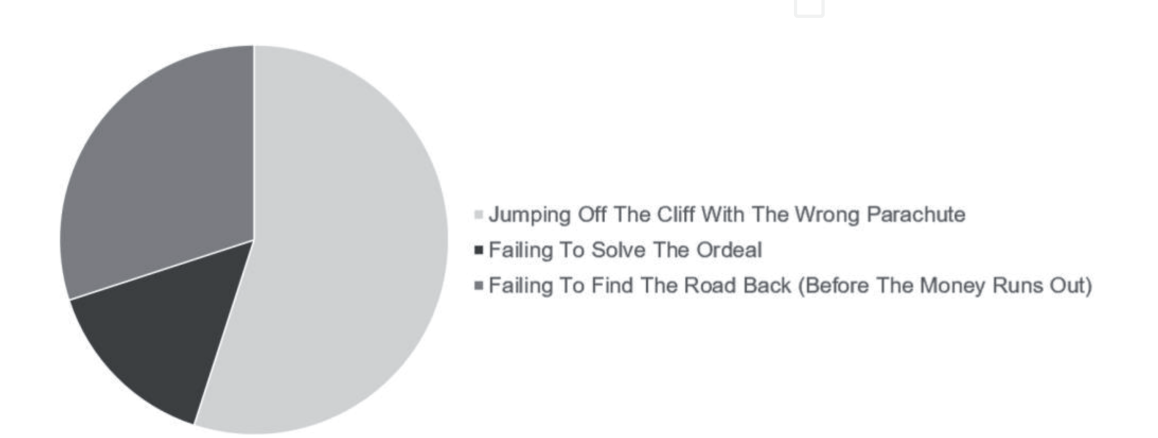 Jumping Off The Cliff With The Wrong Parachute
Failing To Solve The Ordeal
Failing To Find The Road Back (Before The Money Runs Out)